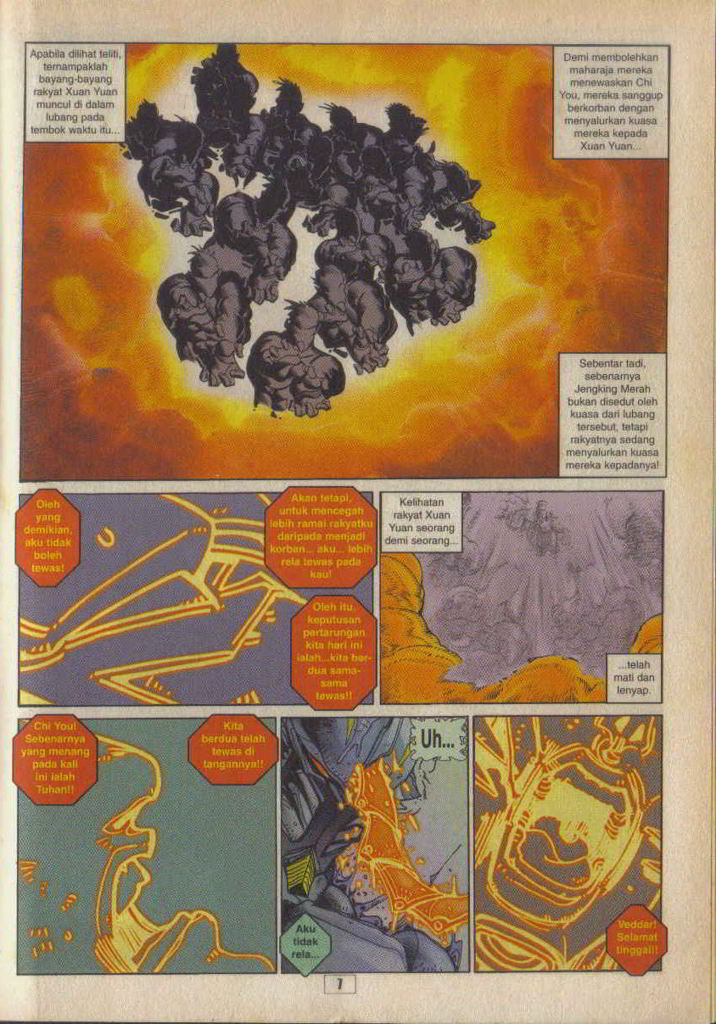 Apabila dilihat teliti,
ternampaklah
bayang-bayang
rakyat Xuan Yuan
muncul di dalam
lubang pada
tembok waktu itu...
Demi membolehkan
maharaja mereka
menewaskan Chi
You, mereka sanggup
berkorban dengan
menyalurkan kuasa
mereka kepada
Xuan Yuan...
Sebentar tadi,
sebenarnya
Jengking Merah
bukan disedut oleh
kuasa dari lubang
tersebut, tetapi
rakyatnya sedang
menyalurkan kuasa
mereka kepadanya!
Oleh
yang
demikian,
aku tidak
boleh
tewas!
Akan tetapi,
untuk mencegah
lebih ramai rakyatku
daripada menjadi
korban... aku... lebih
rela tewas pada
kau!
Oleh itu,
keputusan
pertarungan
kita hari ini
ialah...kita ber-
dua sama-
sama
tewas!!
Kelihatan
rakyat Xuan
Yuan seorang
demi seorang...
...telah
mati dan
lenyap.
Chi You!
Sebenarnya
yang menang
pada kali
ini ialah
Tuhan!!
Kita
berdua telah
tewas di
tangannya!!
Uh...
Aku
tidak
rela...
Veddar!
Selamat
tinggal!!
7